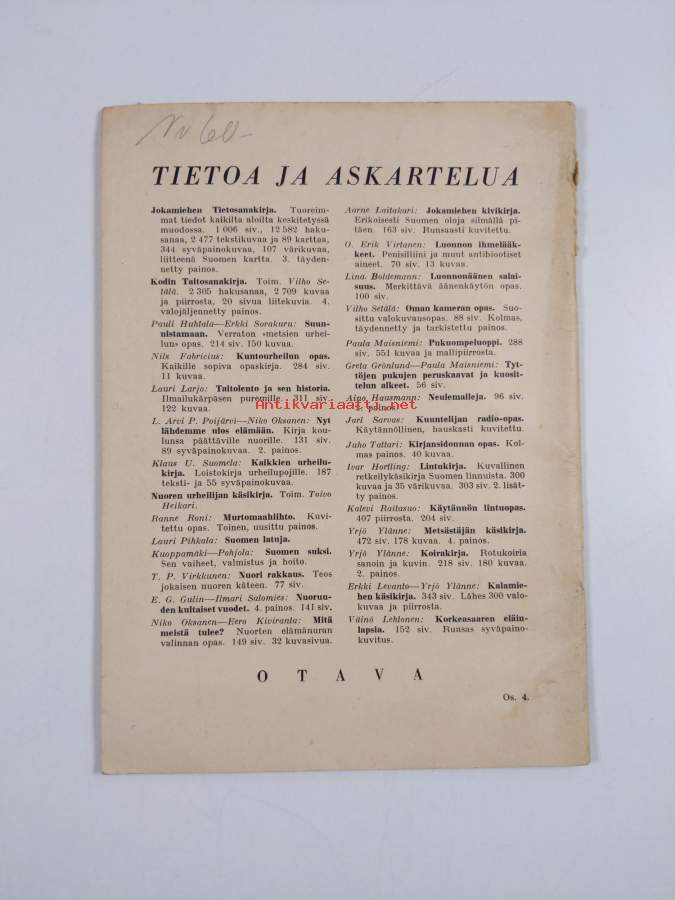 TIETOA JA ASKARTELUA
Jokamiehen Tietosanakirja. Tuoreim-
mat tiedot kaikilta aloilta keskitetyssä
muodossa. 1 006 siv., 12 582 haku-
sanaa, 2 477 tekstikuvaa ja 89 karttaa,
344 syväpainokuvaa, 107 värikuvaa,
liitteenä Suomen kartta. 3. täyden-
netty painos.
Kodin Taitosanakirja. Toim. Vilho Se-
tälä. 2 305 hakusanaa, 2 709 kuvaa
ja piirrosta, 20 sivua liitekuvia. 4.
valojäljennetty painos.
Pauli Huhtala—Erkki Sorakuru: Suun-
nistamaan. Verraton «metsien urhei-
lun» opas. 214 siv. 150 kuvaa.
Nils Fabricius: Kuntourheilun opas.
Kaikille sopiva opaskirja. 284 siv.
11 kuvaa.
Lauri Larjo: Taitolento ja sen historia.
Ilmailukärpäsen puremille. 311 siv.
122 kuvaa.
L. Arvi P. Poijärvi—Niko Oksanen: Nyt
lähdemme ulos elämään. Kirja kou-
lunsa päättäville nuorille. 131 siv.
89 syväpainokuvaa. 2. painos.
Klaus U. Suomela: Kaikkien urheilu-
kirja. Loistokirja urheilupojille. 187
teksti- ja 55 syväpainokuvaa.
Nuoren urheilijan käsikirja. Toim. Toivo
Heikari.
Ranne Roni: Murtomaahiihto. Kuvi-
tettu opas. Toinen, uusittu painos.
Lauri Pihkala: Suomen latuja.
Kuoppamäki—Pohjola: Suomen suksi.
Sen vaiheet, valmistus ja hoito.
T. P. Virkkunen: Nuori rakkaus. Teos
jokaisen nuoren käteen. 77 siv.
E. G. Gulin—Ilmari Salomies: Nuoruu-
den kultaiset vuodet. 4. painos. 141 siv.
Niko Oksanen—Eero Kiviranta: Mitä
meistä tulee? Nuorten elämänuran
valinnan opas. 149 siv. 32 kuvasivua.
Aarne Laitakari: Jokamiehen kivikirja.
Erikoisesti Suomen oloja silmällä pi-
täen. 163 siv. Runsaasti kuvitettu.
O. Erik Virtanen: Luonnon ihmelääk-
keet. Penisilliini ja muut antibiootiset
aineet. 70 siv. 13 kuvaa.
Lina Boldemann: Luonnonäänen salai-
suus. Merkittävä äänenkäytön opas.
100 siv.
Vilho Setälä: Oman kameran opas. Suo-
sittu valokuvausopas. 88 siv. Kolmas,
täydennetty ja tarkistettu painos.
Paula Maisniemi: Pukuompeluoppi. 288
siv. 551 kuvaa ja mallipiirrosta.
Greta Grönlund—Paula Maisniemi: Tyt-
töjen pukujen peruskaavat ja kuosit-
telun alkeet. 56 siv.
Aino Hausmann: Neulemalleja. 96 siv.
painos.
Jarl Sarvas: Kuuntelijan radio-opas.
Käytännöllinen, hauskasti kuvitettu.
Juho Tattari: Kirjansidonnan opas. Kol-
mas painos. 40 kuvaa.
Ivar Hortling: Lintukirja. Kuvallinen
retkeilykäsikirja Suomen linnuista. 300
kuvaa ja 35 värikuvaa. 303 siv. 2. lisät-
ty painos.
Kalevi Raitasuo: Käytännön lintuopas.
407 piirrosta. 204 siv.
Yrjö Ylänne: Metsästäjän käsikirja.
472 siv. 178 kuvaa. 4. painos.
Yrjö Ylänne: Koirakirja. Rotukoiria
sanoin ja kuvin. 218 siv. 180 kuvaa.
2. painos.
Erkki Levanto—Yrjö Ylänne: Kalamie-
hen käsikirja. 343 siv. Lähes 300 valo-
kuvaa ja piirrosta.
Väinö Lehtonen: Korkeasaaren eläin-
lapsia. 152 siv. Runsas syväpaino-
kuvitus.
OTAVA
Os. 4.
Antikvariaatti.net